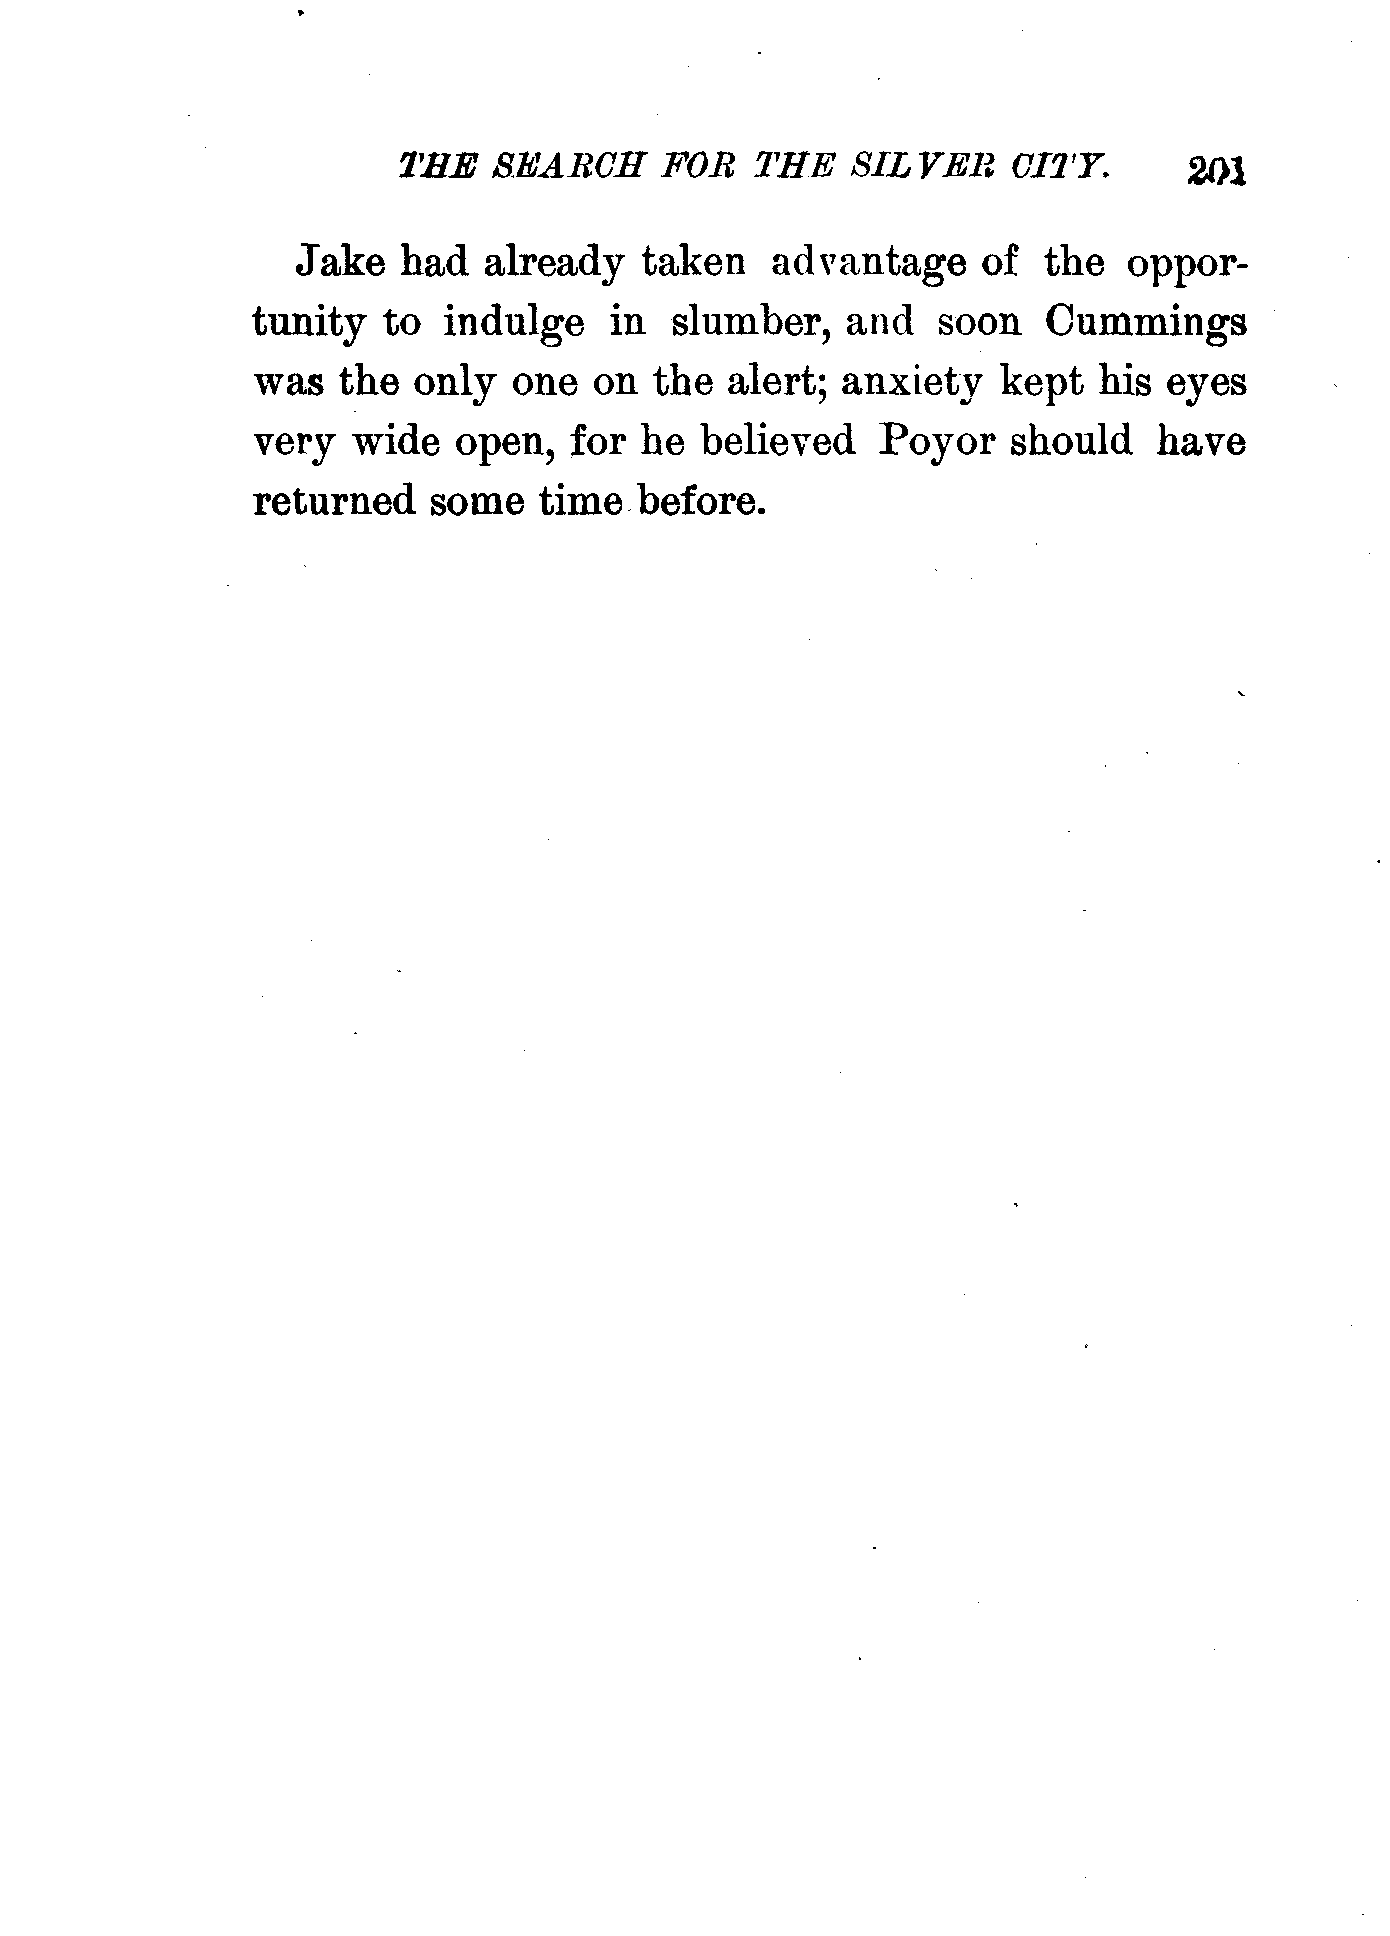 THE SEARCH FOR THE SILVER CITY. 201
Jake had already taken advantage of the oppor-
tunity to indulge in slumber, and soon Cummings
was the only one on the alert; anxiety kept his eyes
very wide open, for he believed Poyor should have
returned some time before.